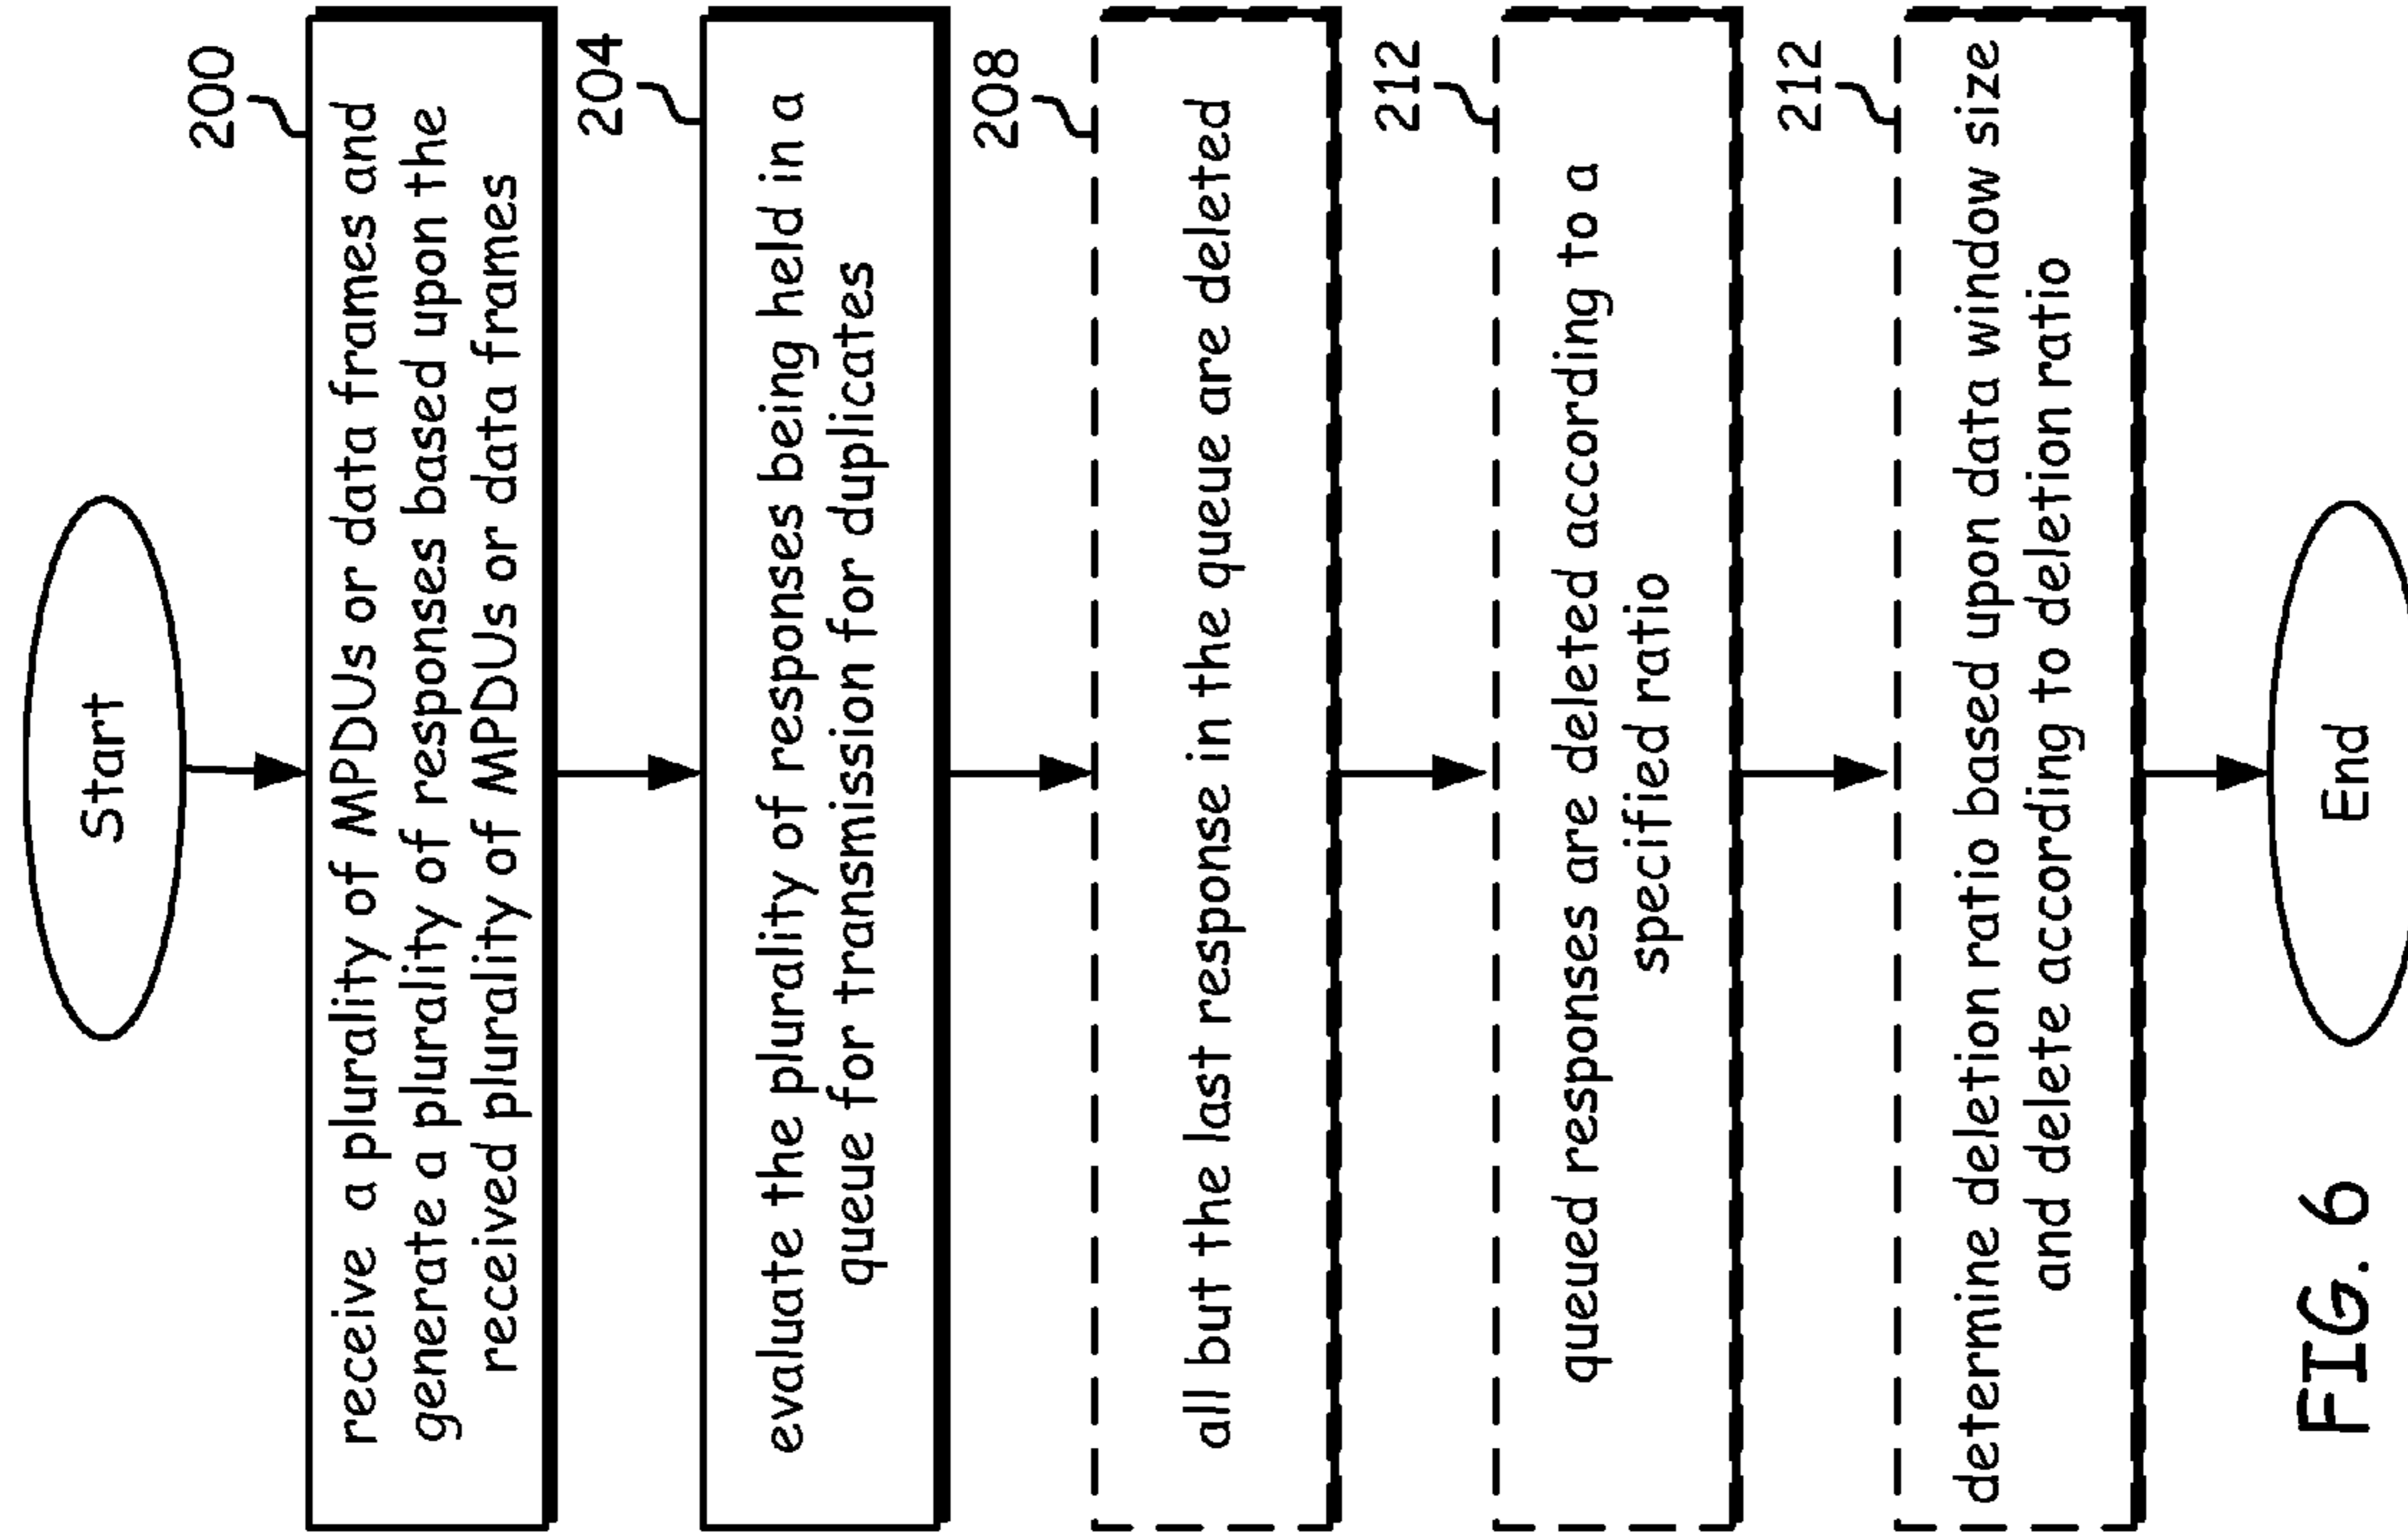 Start
200
receive a plurality of MPDUs or data frames and
generate a plurality of responses based upon the
received plurality of MPDUs or data frames
204
evaluate the plurality of responses being held in a
queue for transmission for duplicates
208
all but the last response in the queue are deleted
212
queued responses are deleted according to a
specified ratio
212
determine deletion ratio based upon data window size
and delete according to deletion ratio
End
FIG. 6